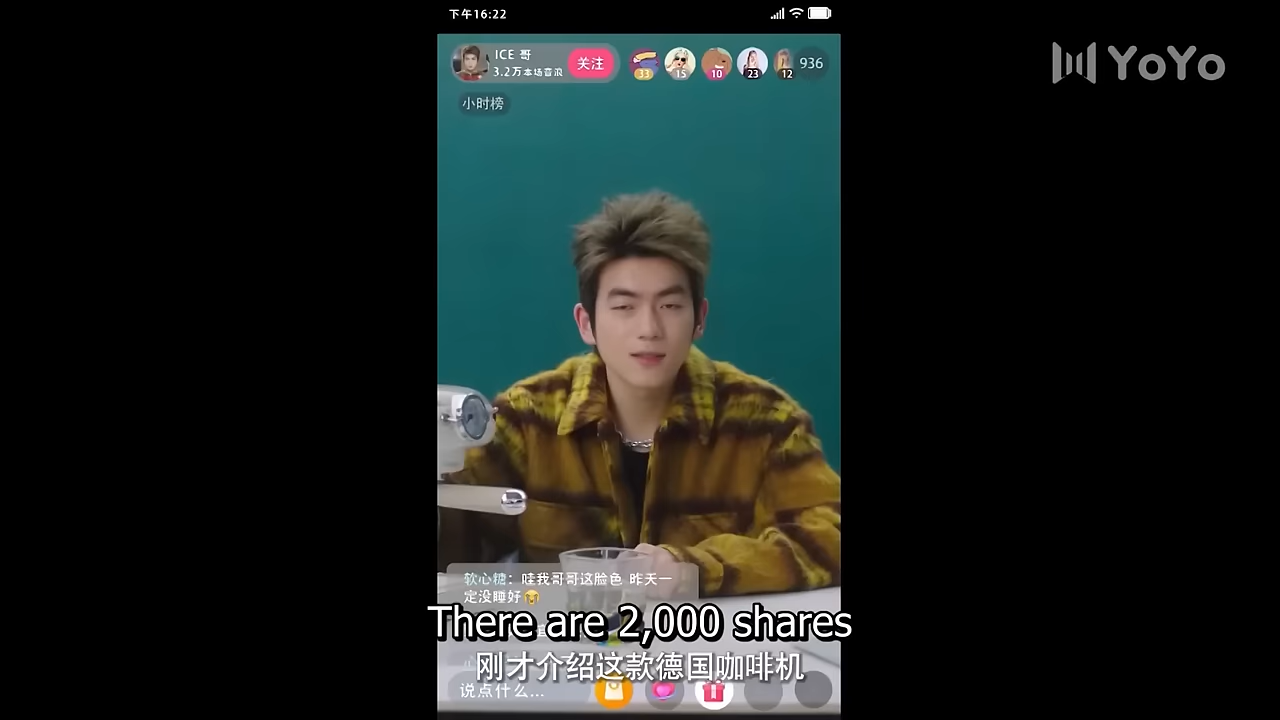 下午16:22
YoYo
ICE 哥
3.2万本场音浪
关注
33
15
10
23
12
936
小时榜
软心糖：哇我哥哥这脸色 昨天一
定没睡好😭
There are 2,000 shares
刚才介绍这款德国咖啡机
说点什么...